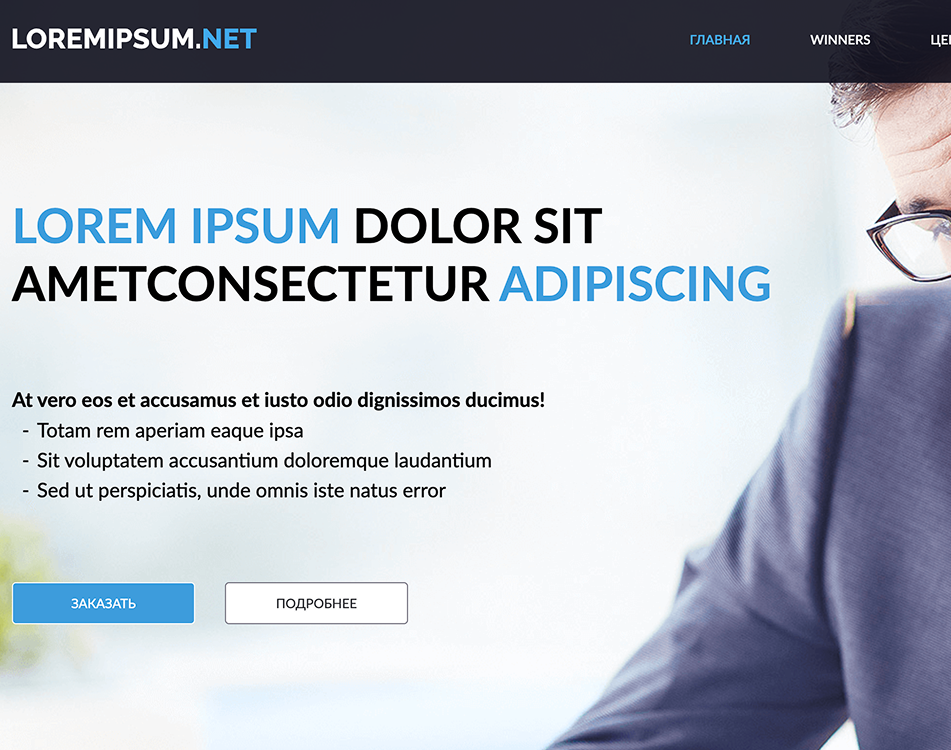 LOREMIPSUM.NET
ГЛАВНАЯ WINNERS
LOREM IPSUM DOLOR SIT
AMETCONSECTETUR ADIPISCING
At vero eos et accusamus et iusto odio dignissimos ducimus!
- Totam rem aperiam eaque ipsa
- Sit voluptatem accusantium doloremque laudantium
- Sed ut perspiciatis, unde omnis iste natus error
ЗАКАЗАТЬ ПОДРОБНЕЕ